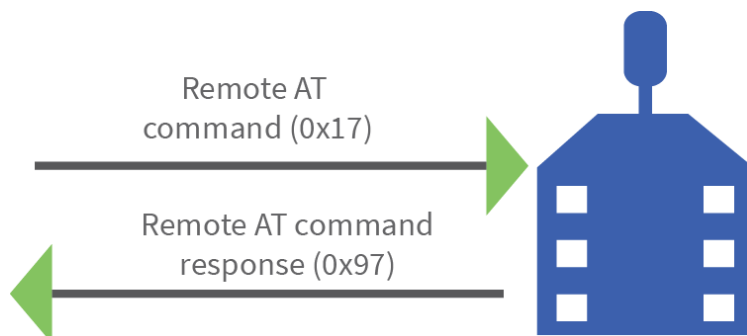 Remote AT
command (0x17)
Remote AT command
response (0x97)